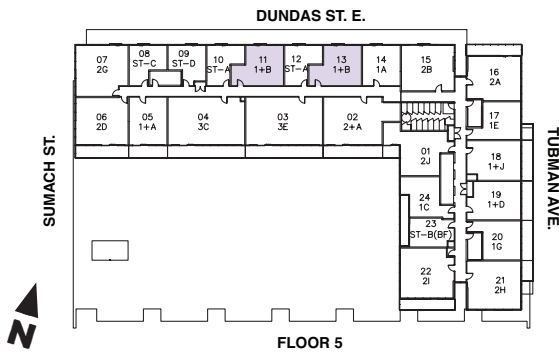 DUNDAS ST. E.
07
2G
08
ST-C
09
ST-D
10
ST-A
11
1+B
12
ST-A
13
1+B
14
1A
15
2B
16
2A
17
1E
06
2D
05
1+A
04
3C
03
3E
02
2+A
01
2J
18
1+J
24
1C
19
1+D
23
ST-B(BF)
20
1G
22
2I
21
2H
SUMACH ST.
TUBMAN AVE.
N
FLOOR 5